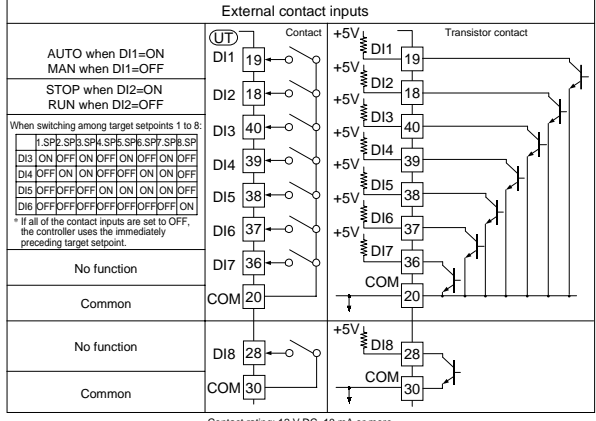 External contact inputs
AUTO when DI1=ON
MAN when DI1=OFF
STOP when DI2=ON
RUN when DI2=OFF
When switching among target setpoints 1 to 8:
1.SP 2.SP 3.SP 4.SP 5.SP 6.SP 7.SP 8.SP
DI3 ON OFF ON OFF ON OFF ON OFF
DI4 OFF ON ON OFF OFF ON ON OFF
DI5 OFF OFF OFF ON ON ON ON OFF
DI6 OFF OFF OFF OFF OFF OFF OFF ON
* If all of the contact inputs are set to OFF,
the controller uses the immediately
preceding target setpoint.
No function
Common
No function
Common
UT Contact
DI1 19
DI2 18
DI3 40
DI4 39
DI5 38
DI6 37
DI7 36
COM 20
DI8 28
COM 30
Transistor contact
+5V DI1 19
+5V DI2 18
+5V DI3 40
+5V DI4 39
+5V DI5 38
+5V DI6 37
+5V DI7 36
COM 20
+5V DI8 28
COM 30